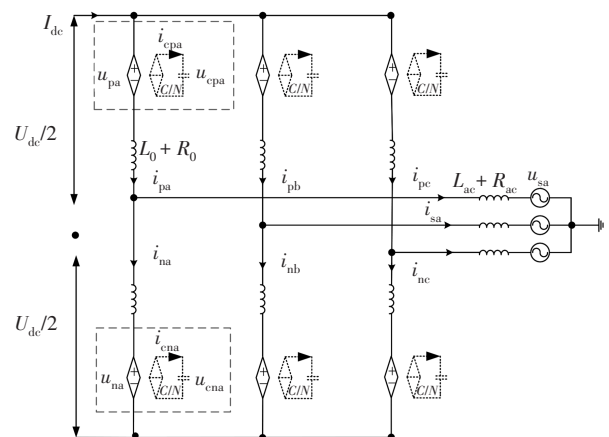 I_dc
i_cpa
u_pa
C/N
u_cpa
C/N
C/N
U_dc/2
L_0 + R_0
i_pa
i_pb
i_pc
L_ac + R_ac
u_sa
i_sa
i_na
i_nb
i_nc
U_dc/2
i_cna
u_na
C/N
u_cna
C/N
C/N